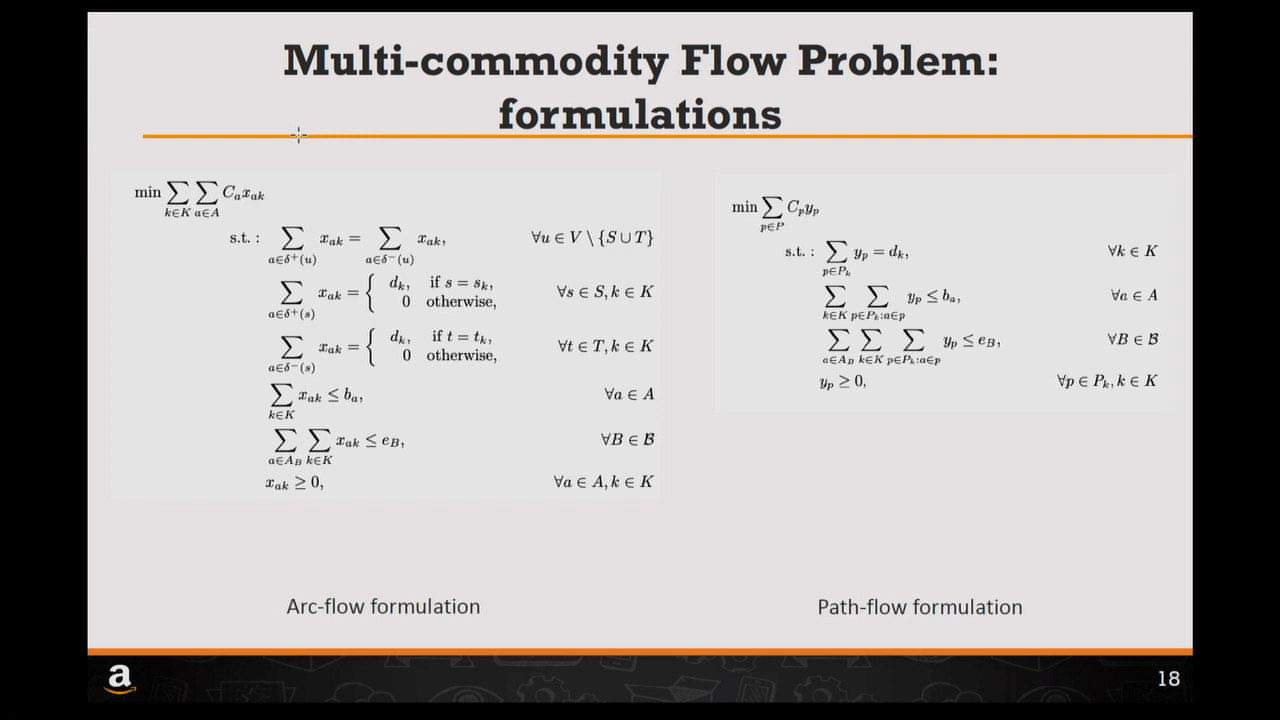 Multi-commodity Flow Problem:
formulations
min ∑_{k∈K} ∑_{a∈A} C_a x_{ak}
s.t. : ∑_{a∈δ^+(u)} x_{ak} = ∑_{a∈δ^-(u)} x_{ak}, ∀u ∈ V \ {S ∪ T}
∑_{a∈δ^+(s)} x_{ak} = { d_k, if s = s_k, 0 otherwise, ∀s ∈ S, k ∈ K
∑_{a∈δ^-(s)} x_{ak} = { d_k, if t = t_k, 0 otherwise, ∀t ∈ T, k ∈ K
∑_{k∈K} x_{ak} ≤ b_a, ∀a ∈ A
∑_{a∈A_B} ∑_{k∈K} x_{ak} ≤ e_B, ∀B ∈ ℬ
x_{ak} ≥ 0, ∀a ∈ A, k ∈ K
Arc-flow formulation
min ∑_{p∈P} C_p y_p
s.t. : ∑_{p∈P_k} y_p = d_k, ∀k ∈ K
∑_{k∈K} ∑_{p∈P_k:a∈p} y_p ≤ b_a, ∀a ∈ A
∑_{a∈A_B} ∑_{k∈K} ∑_{p∈P_k:a∈p} y_p ≤ e_B, ∀B ∈ ℬ
y_p ≥ 0, ∀p ∈ P_k, k ∈ K
Path-flow formulation
a
18